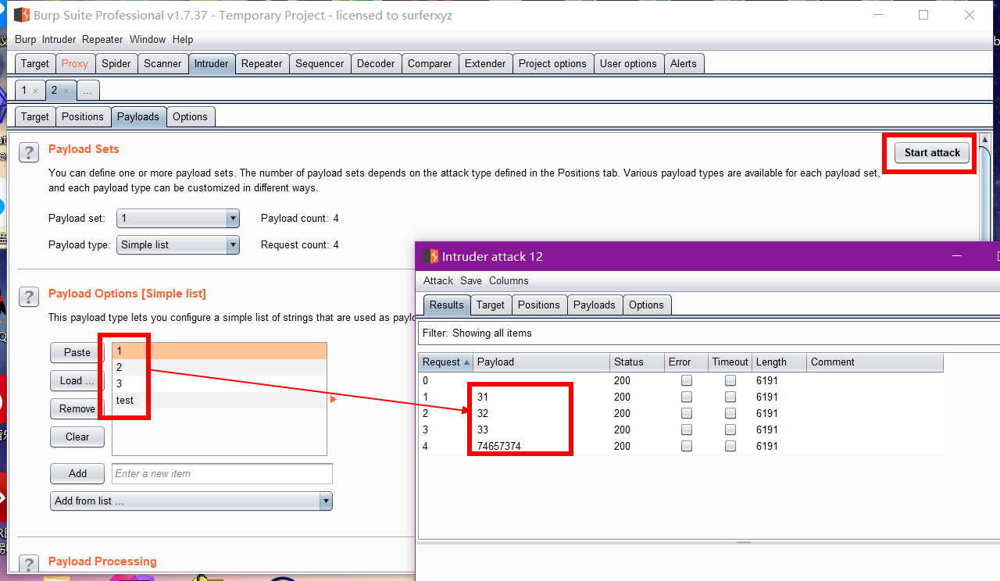 Burp Suite Professional v1.7.37 - Temporary Project - licensed to surferxyz
Burp Intruder Repeater Window Help
Target Proxy Spider Scanner Intruder Repeater Sequencer Decoder Comparer Extender Project options User options Alerts
1 × 2 × ...
Target Positions Payloads Options
? Payload Sets
Start attack
You can define one or more payload sets. The number of payload sets depends on the attack type defined in the Positions tab. Various payload types are available for each payload set,
and each payload type can be customized in different ways.
Payload set: 1 Payload count: 4
Payload type: Simple list Request count: 4
? Payload Options [Simple list]
This payload type lets you configure a simple list of strings that are used as
Paste
Load ...
Remove
Clear
1
2
3
test
Add Enter a new item
Add from list ...
? Payload Processing
Intruder attack 12
Attack Save Columns
Results Target Positions Payloads Options
Filter: Showing all items
Request Payload Status Error Timeout Length Comment
0 200 6191
1 31 200 6191
2 32 200 6191
3 33 200 6191
4 74657374 200 6191